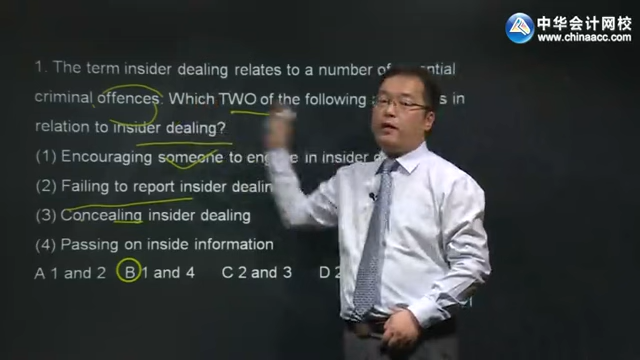 中华会计网校
www.chinaacc.com
1. The term insider dealing relates to a number of
criminal offences: Which TWO of the following in
relation to insider dealing?
(1) Encouraging someone to in insider
(2) Failing to report insider
(3) Concealing insider dealing
(4) Passing on inside information
A 1 and 2 B 1 and 4 C 2 and 3 D